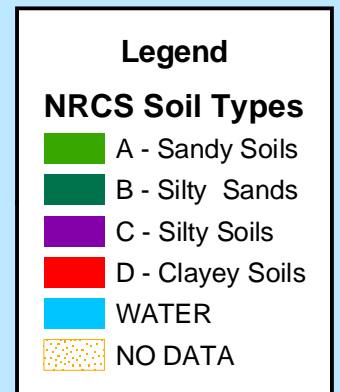 Legend
NRCS Soil Types
A - Sandy Soils
B - Silty Sands
C - Silty Soils
D - Clayey Soils
WATER
NO DATA